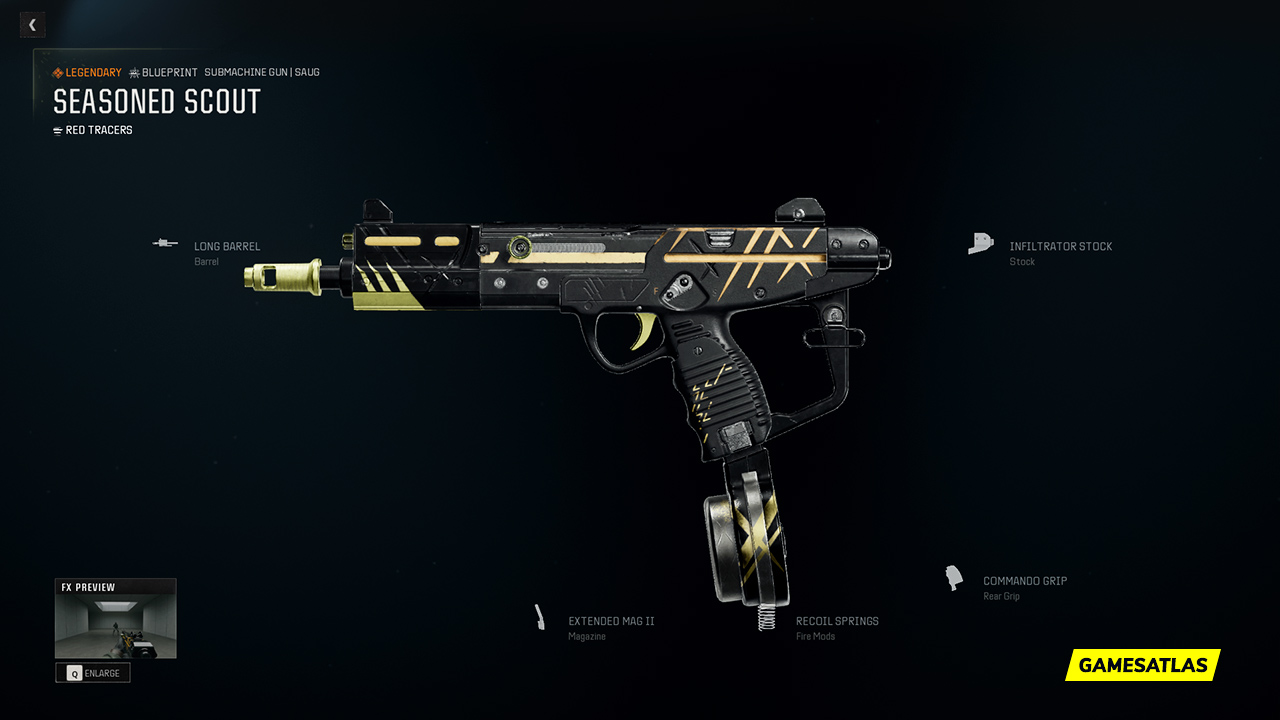 LEGENDARY BLUEPRINT SUBMACHINE GUN | SAUG
SEASONED SCOUT
RED TRACERS
LONG BARREL
Barrel
INFILTRATOR STOCK
Stock
F
FX PREVIEW
Q ENLARGE
EXTENDED MAG II
Magazine
RECOIL SPRINGS
Fire Mods
COMMANDO GRIP
Rear Grip
GAMESATLAS